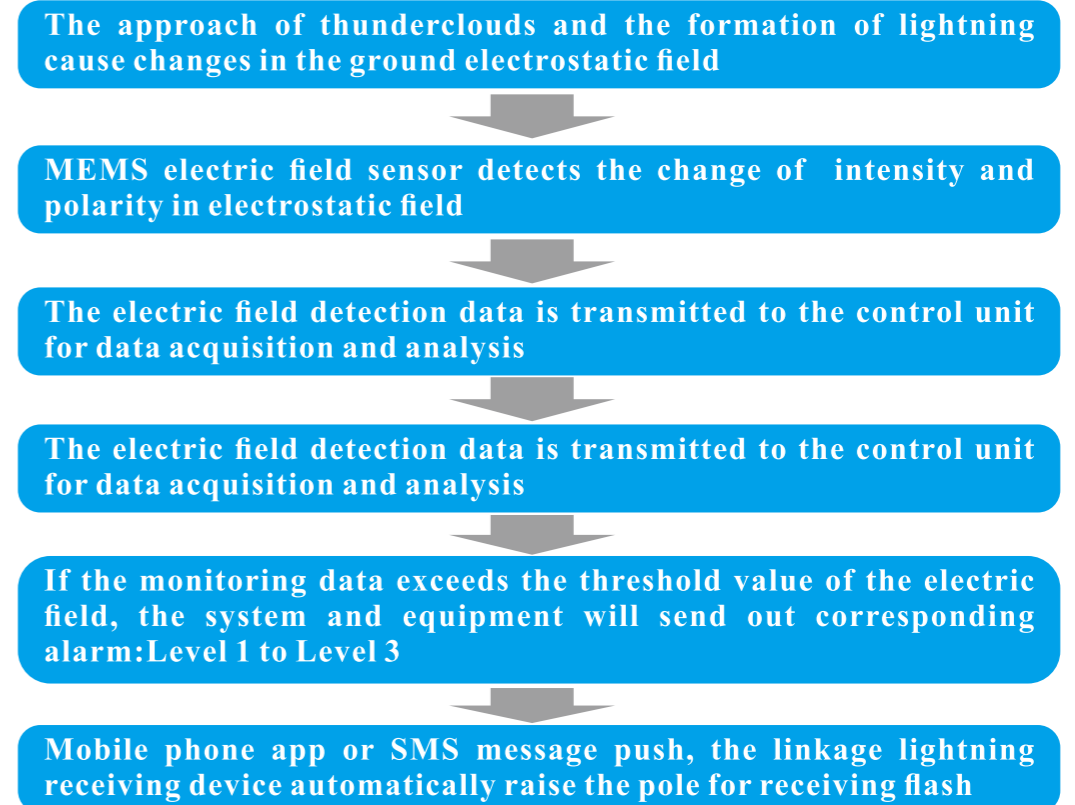 The approach of thunderclouds and the formation of lightning
cause changes in the ground electrostatic field
MEMS electric field sensor detects the change of intensity and
polarity in electrostatic field
The electric field detection data is transmitted to the control unit
for data acquisition and analysis
The electric field detection data is transmitted to the control unit
for data acquisition and analysis
If the monitoring data exceeds the threshold value of the electric
field, the system and equipment will send out corresponding
alarm:Level 1 to Level 3
Mobile phone app or SMS message push, the linkage lightning
receiving device automatically raise the pole for receiving flash